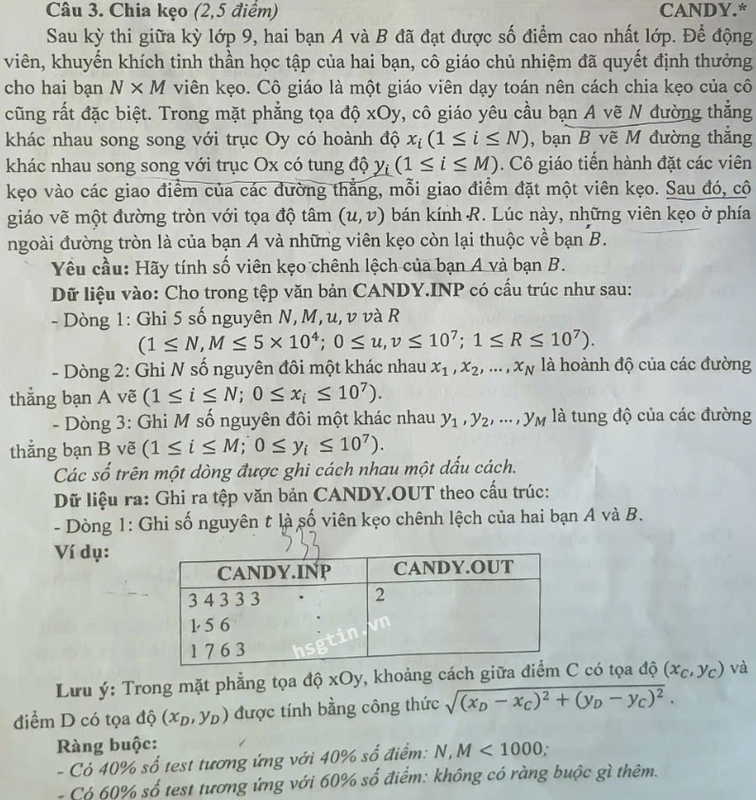 Câu 3. Chia kẹo (2,5 điểm) CANDY.*
Sau kỳ thi giữa kỳ lớp 9, hai bạn A và B đã đạt được số điểm cao nhất lớp. Để động
viên, khuyến khích tinh thần học tập của hai bạn, cô giáo chủ nhiệm đã quyết định thưởng
cho hai bạn N × M viên kẹo. Cô giáo là một giáo viên dạy toán nên cách chia kẹo của cô
cũng rất đặc biệt. Trong mặt phẳng tọa độ xOy, cô giáo yêu cầu bạn A vẽ N đường thẳng
khác nhau song song với trục Oy có hoành độ xᵢ (1 ≤ i ≤ N), bạn B vẽ M đường thẳng
khác nhau song song với trục Ox có tung độ yᵢ (1 ≤ i ≤ M). Cô giáo tiến hành đặt các viên
kẹo vào các giao điểm của các đường thẳng, mỗi giao điểm đặt một viên kẹo. Sau đó, cô
giáo vẽ một đường tròn với tọa độ tâm (u, v) bán kính R. Lúc này, những viên kẹo ở phía
ngoài đường tròn là của bạn A và những viên kẹo còn lại thuộc về bạn B.
Yêu cầu: Hãy tính số viên kẹo chênh lệch của bạn A và bạn B.
Dữ liệu vào: Cho trong tệp văn bản CANDY.INP có cấu trúc như sau:
- Dòng 1: Ghi 5 số nguyên N, M, u, v và R
(1 ≤ N, M ≤ 5 × 10⁴; 0 ≤ u, v ≤ 10⁷; 1 ≤ R ≤ 10⁷).
- Dòng 2: Ghi N số nguyên đôi một khác nhau x₁ , x₂, ... , x_N là hoành độ của các đường
thẳng bạn A vẽ (1 ≤ i ≤ N; 0 ≤ xᵢ ≤ 10⁷).
- Dòng 3: Ghi M số nguyên đôi một khác nhau y₁ , y₂, ... , y_M là tung độ của các đường
thẳng bạn B vẽ (1 ≤ i ≤ M; 0 ≤ yᵢ ≤ 10⁷).
Các số trên một dòng được ghi cách nhau một dấu cách.
Dữ liệu ra: Ghi ra tệp văn bản CANDY.OUT theo cấu trúc:
- Dòng 1: Ghi số nguyên t là số viên kẹo chênh lệch của hai bạn A và B.
333
Ví dụ:
CANDY.INP CANDY.OUT
3 4 3 3 3 2
1 5 6
1 7 6 3
hsgtin.vn
Lưu ý: Trong mặt phẳng tọa độ xOy, khoảng cách giữa điểm C có tọa độ (x_C, y_C) và
điểm D có tọa độ (x_D, y_D) được tính bằng công thức √((x_D − x_C)² + (y_D − y_C)²) .
Ràng buộc:
- Có 40% số test tương ứng với 40% số điểm: N, M < 1000;
- Có 60% số test tương ứng với 60% số điểm: không có ràng buộc gì thêm.